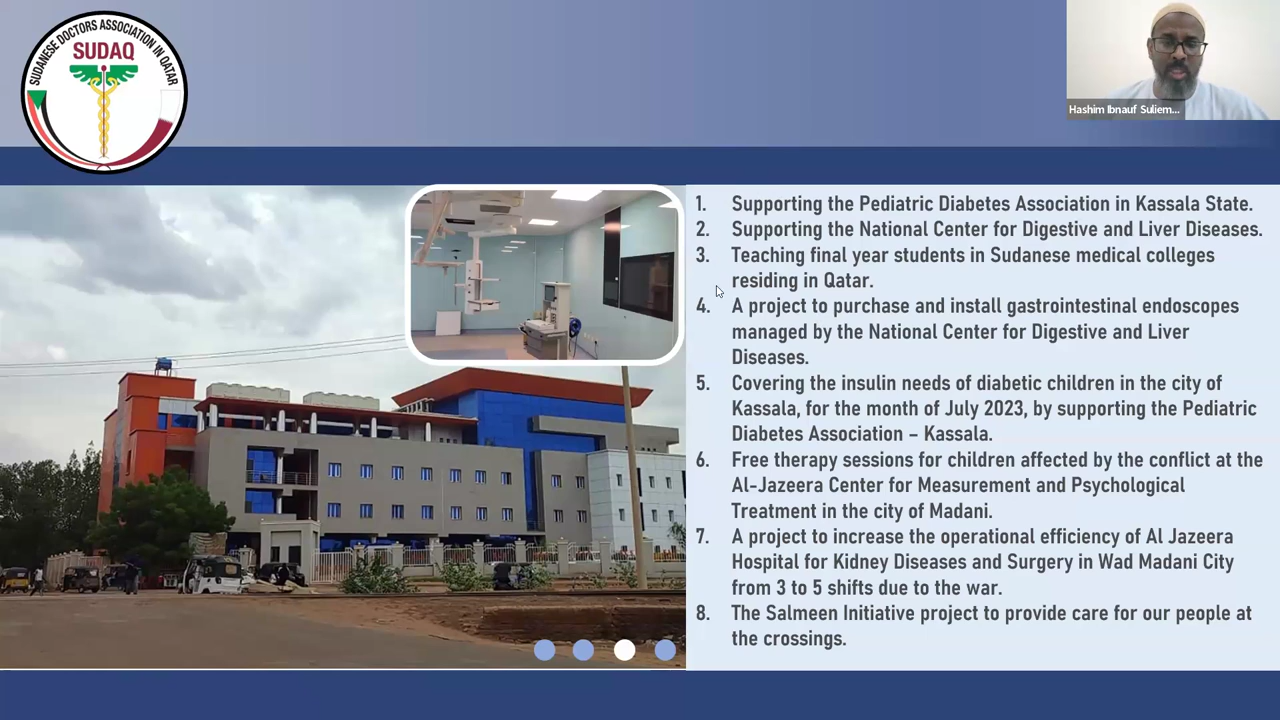 SUDANESE DOCTORS ASSOCIATION IN QATAR
SUDAQ
Hashim Ibnauf Suliem...
1. Supporting the Pediatric Diabetes Association in Kassala State.
2. Supporting the National Center for Digestive and Liver Diseases.
3. Teaching final year students in Sudanese medical colleges
residing in Qatar.
4. A project to purchase and install gastrointestinal endoscopes
managed by the National Center for Digestive and Liver
Diseases.
5. Covering the insulin needs of diabetic children in the city of
Kassala, for the month of July 2023, by supporting the Pediatric
Diabetes Association – Kassala.
6. Free therapy sessions for children affected by the conflict at the
Al-Jazeera Center for Measurement and Psychological
Treatment in the city of Madani.
7. A project to increase the operational efficiency of Al Jazeera
Hospital for Kidney Diseases and Surgery in Wad Madani City
from 3 to 5 shifts due to the war.
8. The Salmeen Initiative project to provide care for our people at
the crossings.